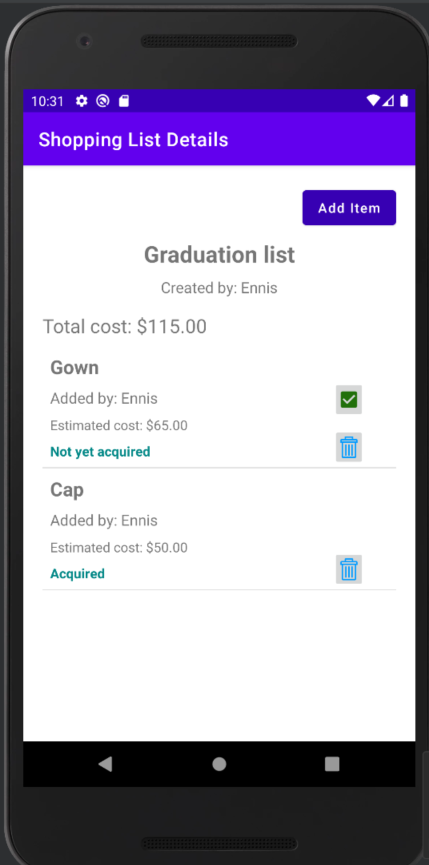 10:31
Shopping List Details
Add Item
Graduation list
Created by: Ennis
Total cost: $115.00
Gown
Added by: Ennis
Estimated cost: $65.00
Not yet acquired
Cap
Added by: Ennis
Estimated cost: $50.00
Acquired